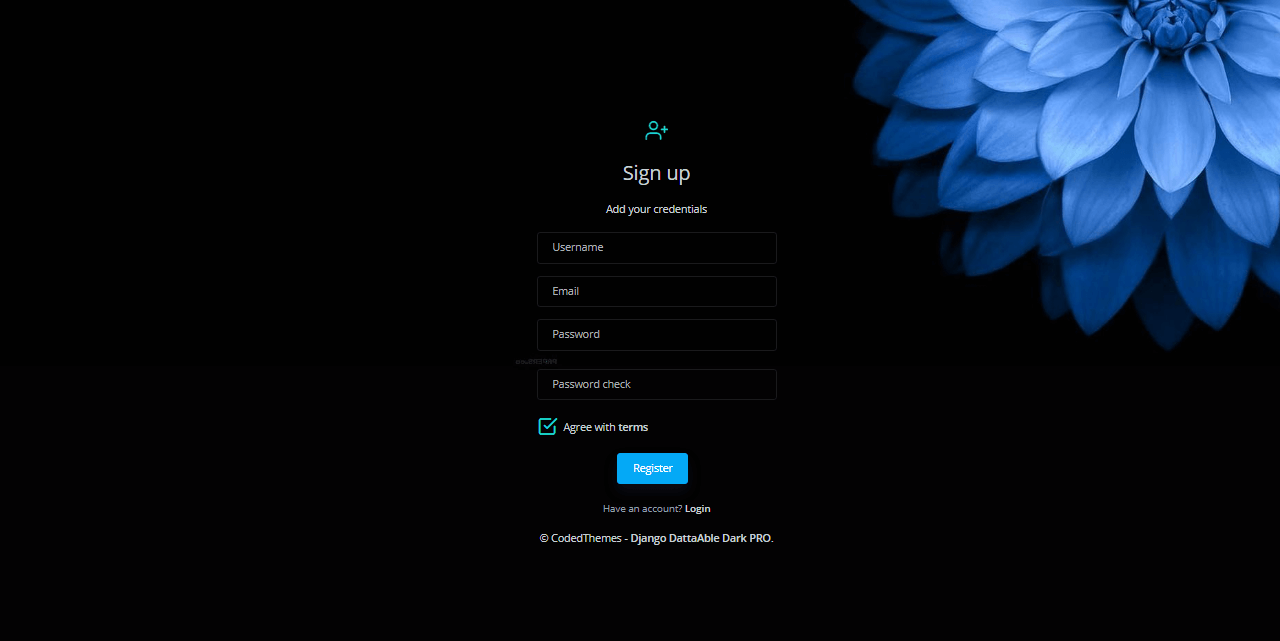 Sign up
Add your credentials
Username
Email
Password
Password check
Agree with terms
Register
Have an account? Login
© CodedThemes - Django DattaAble Dark PRO.